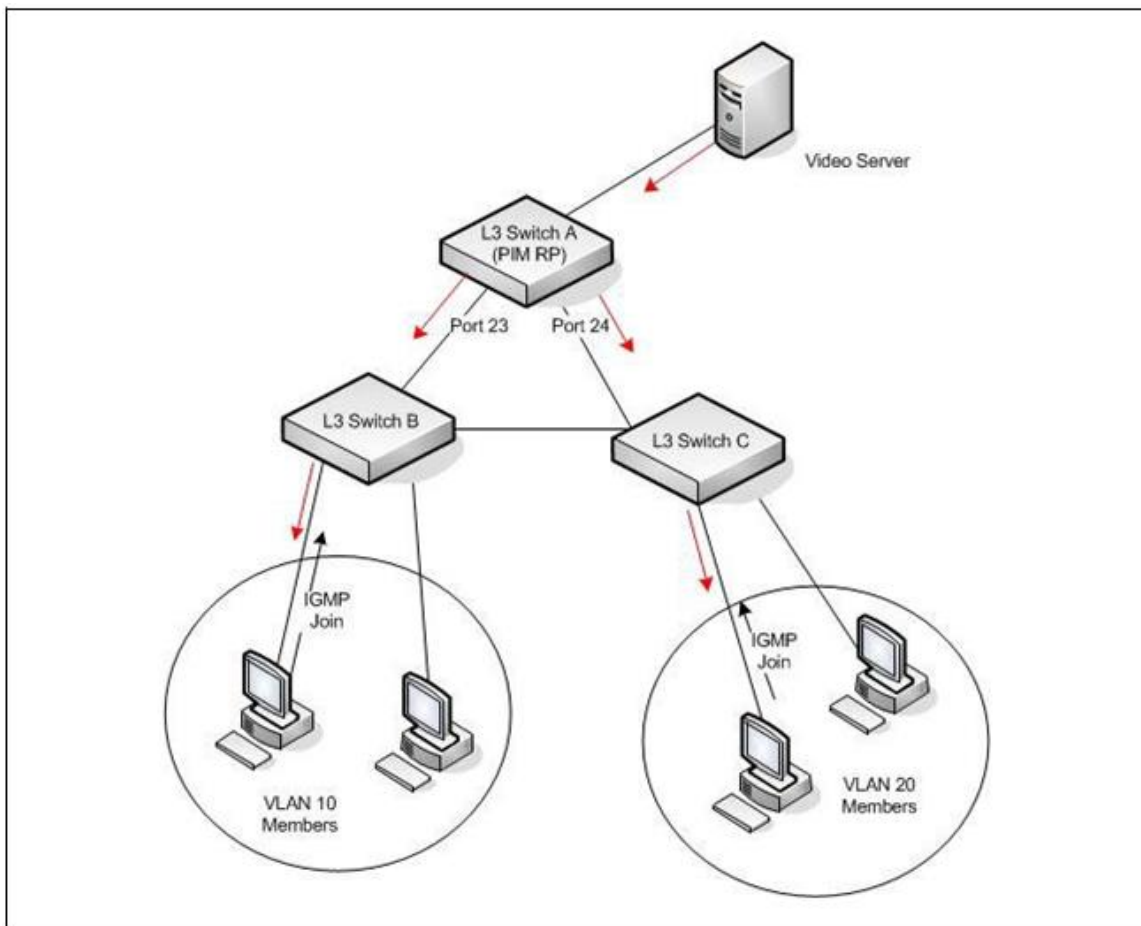 Video Server
L3 Switch A
(PIM RP)
Port 23
Port 24
L3 Switch B
L3 Switch C
IGMP
Join
IGMP
Join
VLAN 10
Members
VLAN 20
Members